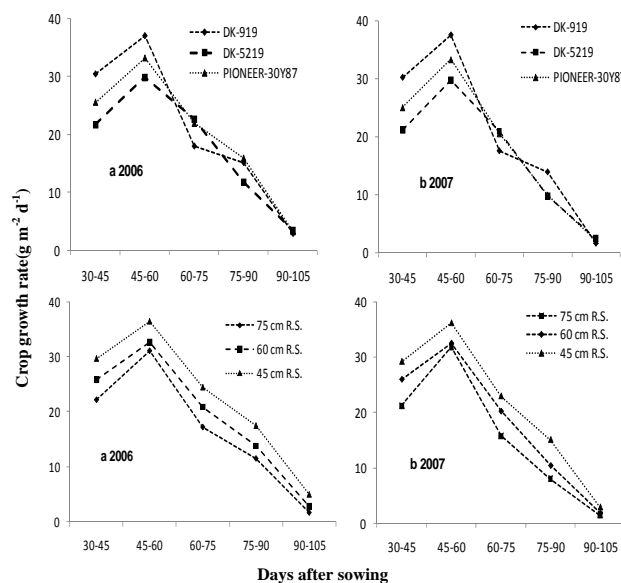 40
30
20
10
0
DK-919
DK-5219
PIONEER-30Y87
a 2006
30-45 45-60 60-75 75-90 90-105
40
30
20
10
0
DK-919
DK-5219
PIONEER-30Y8
b 2007
30-45 45-60 60-75 75-90 90-105
Crop growth rate(g m⁻² d⁻¹)
40
30
20
10
0
75 cm R.S.
60 cm R.S.
45 cm R.S.
a 2006
30-45 45-60 60-75 75-90 90-105
40
30
20
10
0
75 cm R.S.
60 cm R.S.
45 cm R.S.
b 2007
30-45 45-60 60-75 75-90 90-105
Days after sowing